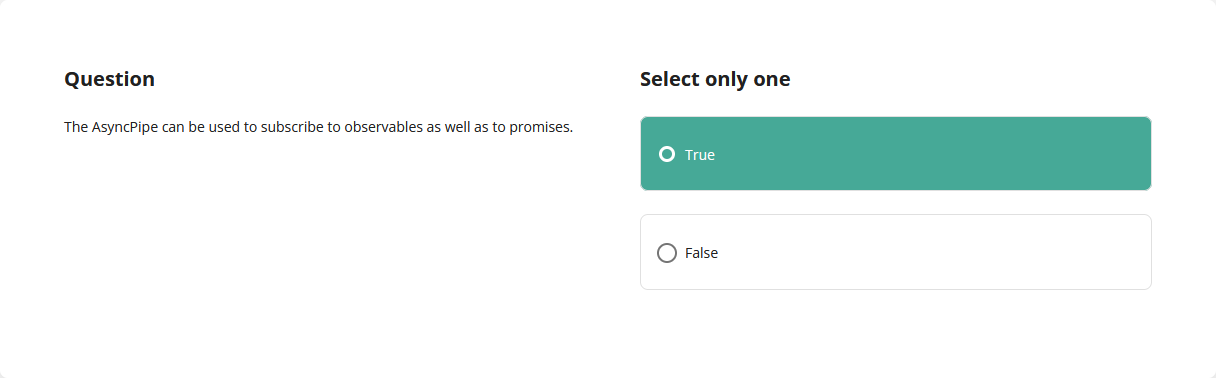 Question
The AsyncPipe can be used to subscribe to observables as well as to promises.
Select only one
True
False